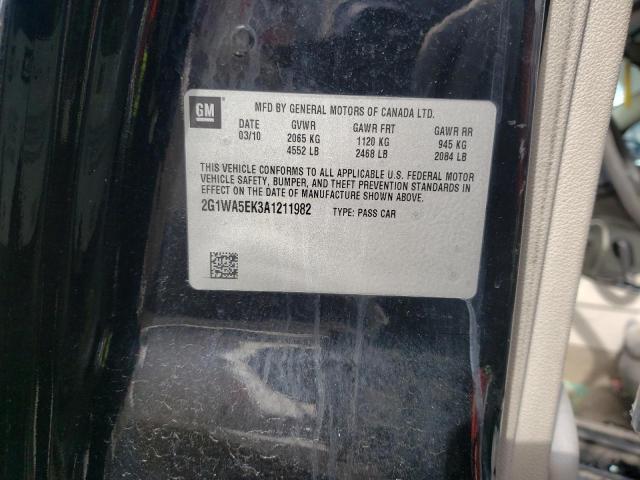 GM
MFD BY GENERAL MOTORS OF CANADA LTD.
DATE GVWR GAWR FRT GAWR RR
03/10 2065 KG 1120 KG 945 KG
4552 LB 2468 LB 2084 LB
THIS VEHICLE CONFORMS TO ALL APPLICABLE U.S. FEDERAL MOTOR
VEHICLE SAFETY, BUMPER, AND THEFT PREVENTION STANDARDS IN
EFFECT ON THE DATE OF MANUFACTURE SHOWN ABOVE.
2G1WA5EK3A1211982 TYPE: PASS CAR